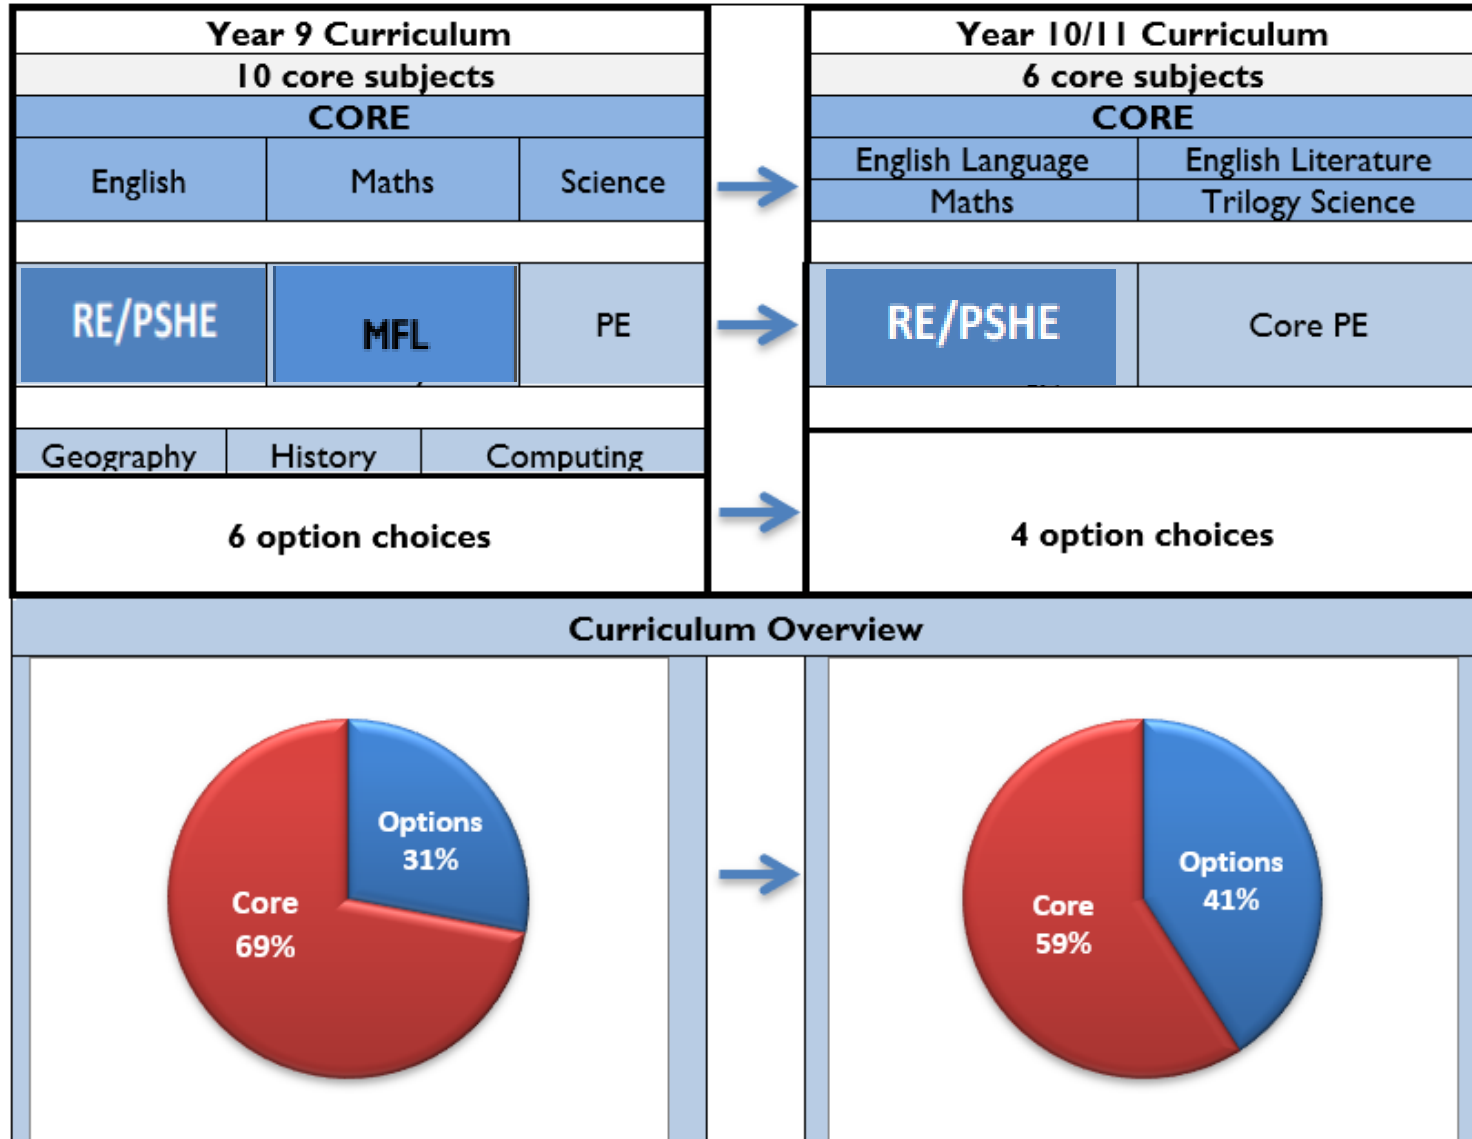 Year 9 Curriculum
10 core subjects
CORE
English Maths Science
RE/PSHE MFL PE
Geography History Computing
6 option choices
Year 10/11 Curriculum
6 core subjects
CORE
English Language English Literature
Maths Trilogy Science
RE/PSHE Core PE
4 option choices
Curriculum Overview
Options
31%
Core
69%
Options
41%
Core
59%